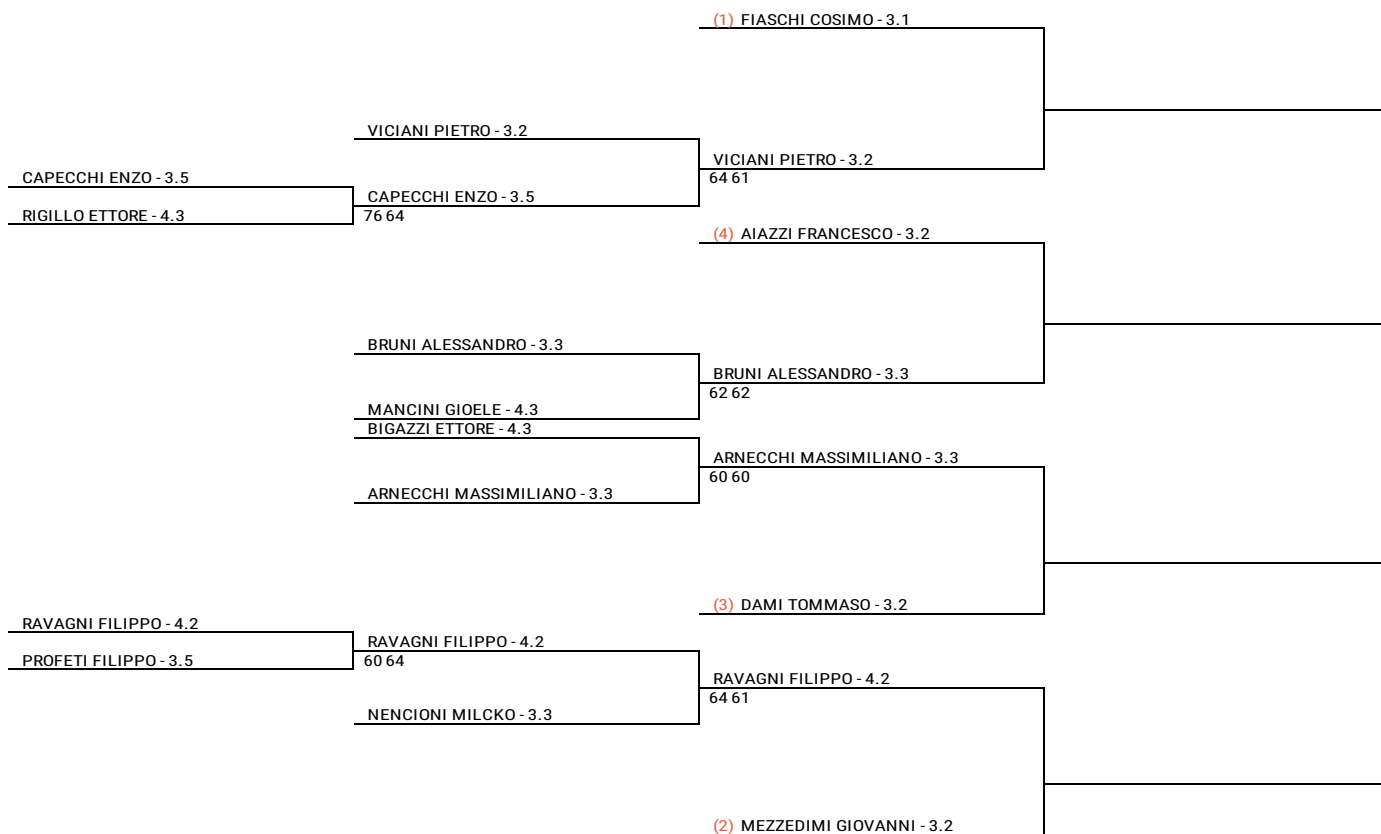 (1) FIASCHI COSIMO - 3.1
VICIANI PIETRO - 3.2
VICIANI PIETRO - 3.2
64 61
CAPECCHI ENZO - 3.5
CAPECCHI ENZO - 3.5
76 64
RIGILLO ETTORE - 4.3
(4) AIAZZI FRANCESCO - 3.2
BRUNI ALESSANDRO - 3.3
BRUNI ALESSANDRO - 3.3
62 62
MANCINI GIOELE - 4.3
BIGAZZI ETTORE - 4.3
ARNECCHI MASSIMILIANO - 3.3
60 60
ARNECCHI MASSIMILIANO - 3.3
(3) DAMI TOMMASO - 3.2
RAVAGNI FILIPPO - 4.2
RAVAGNI FILIPPO - 4.2
60 64
PROFETI FILIPPO - 3.5
RAVAGNI FILIPPO - 4.2
64 61
NENCIONI MILCKO - 3.3
(2) MEZZEDIMI GIOVANNI - 3.2